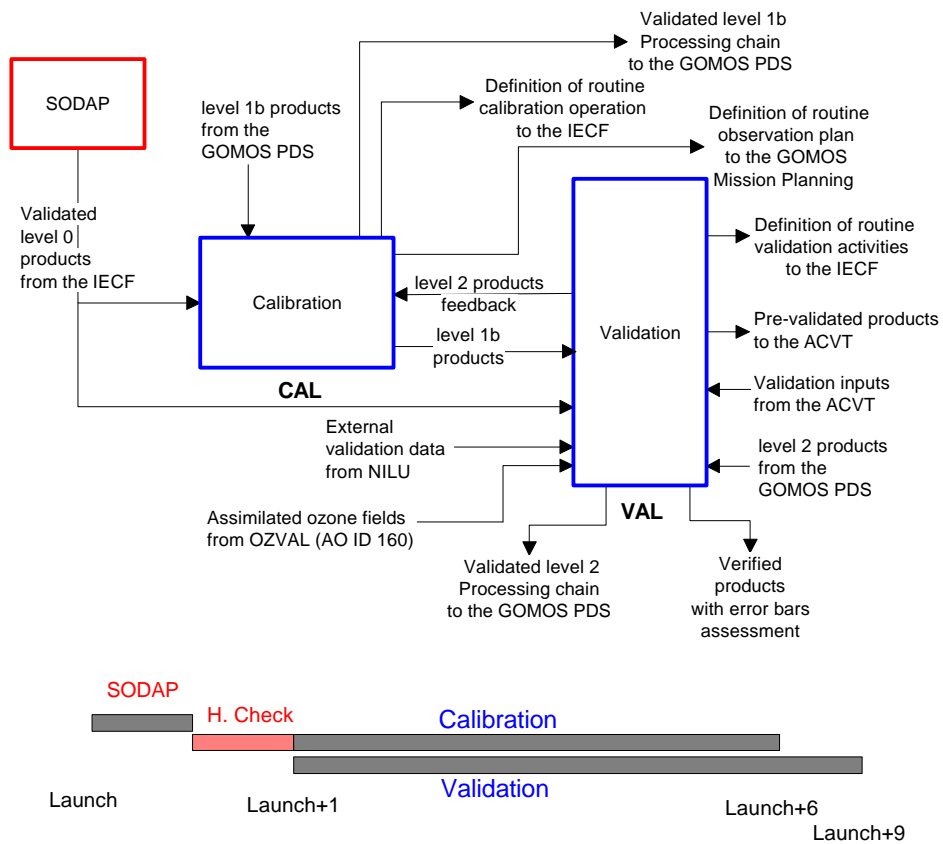 Validated level 1b
Processing chain
to the GOMOS PDS
SODAP
level 1b products
from the
GOMOS PDS
Definition of routine
calibration operation
to the IECF
Definition of routine
observation plan
to the GOMOS
Mission Planning
Validated
level 0
products
from the IECF
Definition of routine
validation activities
to the IECF
Calibration
level 2 products
feedback
Validation
level 1b
products
Pre-validated products
to the ACVT
CAL
Validation inputs
from the ACVT
External
validation data
from NILU
level 2 products
from the
GOMOS PDS
Assimilated ozone fields
from OZVAL (AO ID 160)
VAL
Validated level 2
Processing chain
to the GOMOS PDS
Verified
products
with error bars
assessment
SODAP
H. Check
Calibration
Validation
Launch
Launch+1
Launch+6
Launch+9